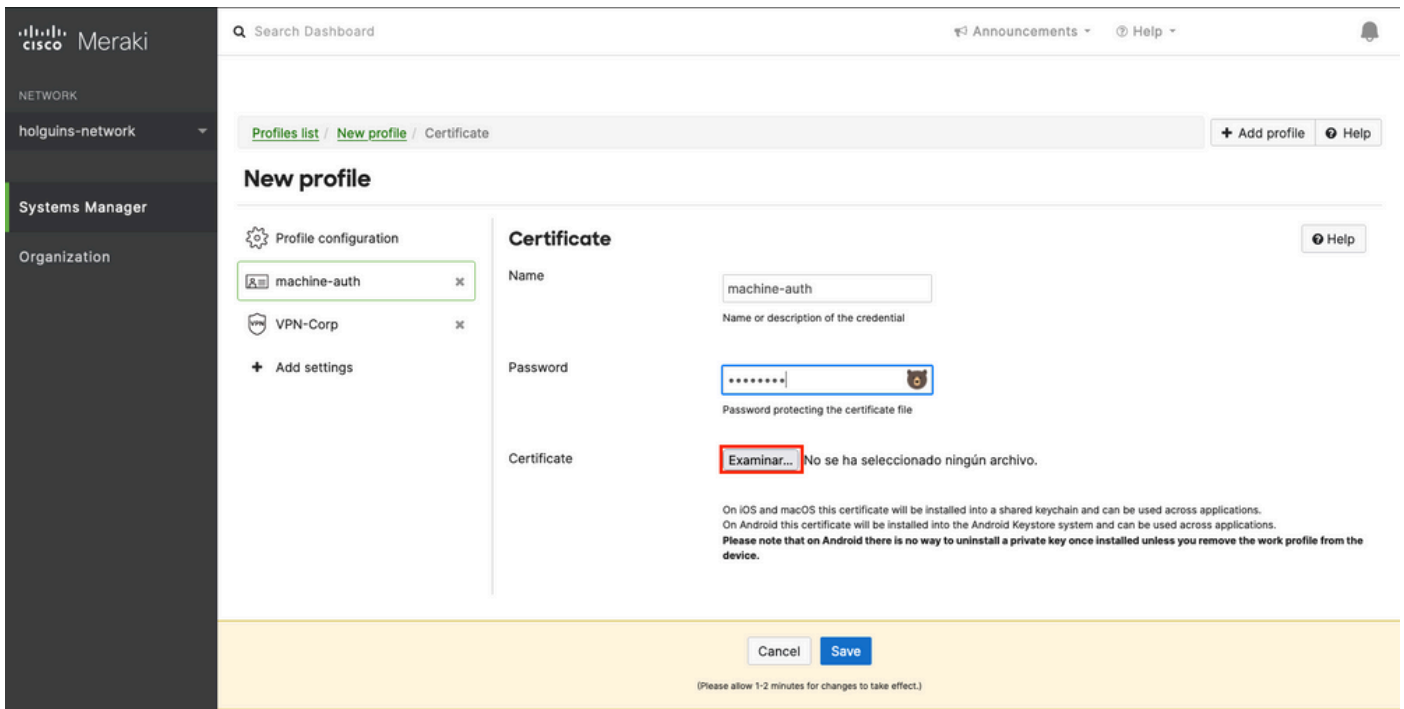 cisco Meraki
Search Dashboard
Announcements
Help
NETWORK
holguins-network
Systems Manager
Organization
Profiles list / New profile / Certificate
+ Add profile
Help
New profile
Profile configuration
machine-auth
VPN VPN-Corp
+ Add settings
Certificate
Help
Name
machine-auth
Name or description of the credential
Password
••••••••
Password protecting the certificate file
Certificate
Examinar... No se ha seleccionado ningún archivo.
On iOS and macOS this certificate will be installed into a shared keychain and can be used across applications.
On Android this certificate will be installed into the Android Keystore system and can be used across applications.
Please note that on Android there is no way to uninstall a private key once installed unless you remove the work profile from the
device.
Cancel
Save
(Please allow 1-2 minutes for changes to take effect.)